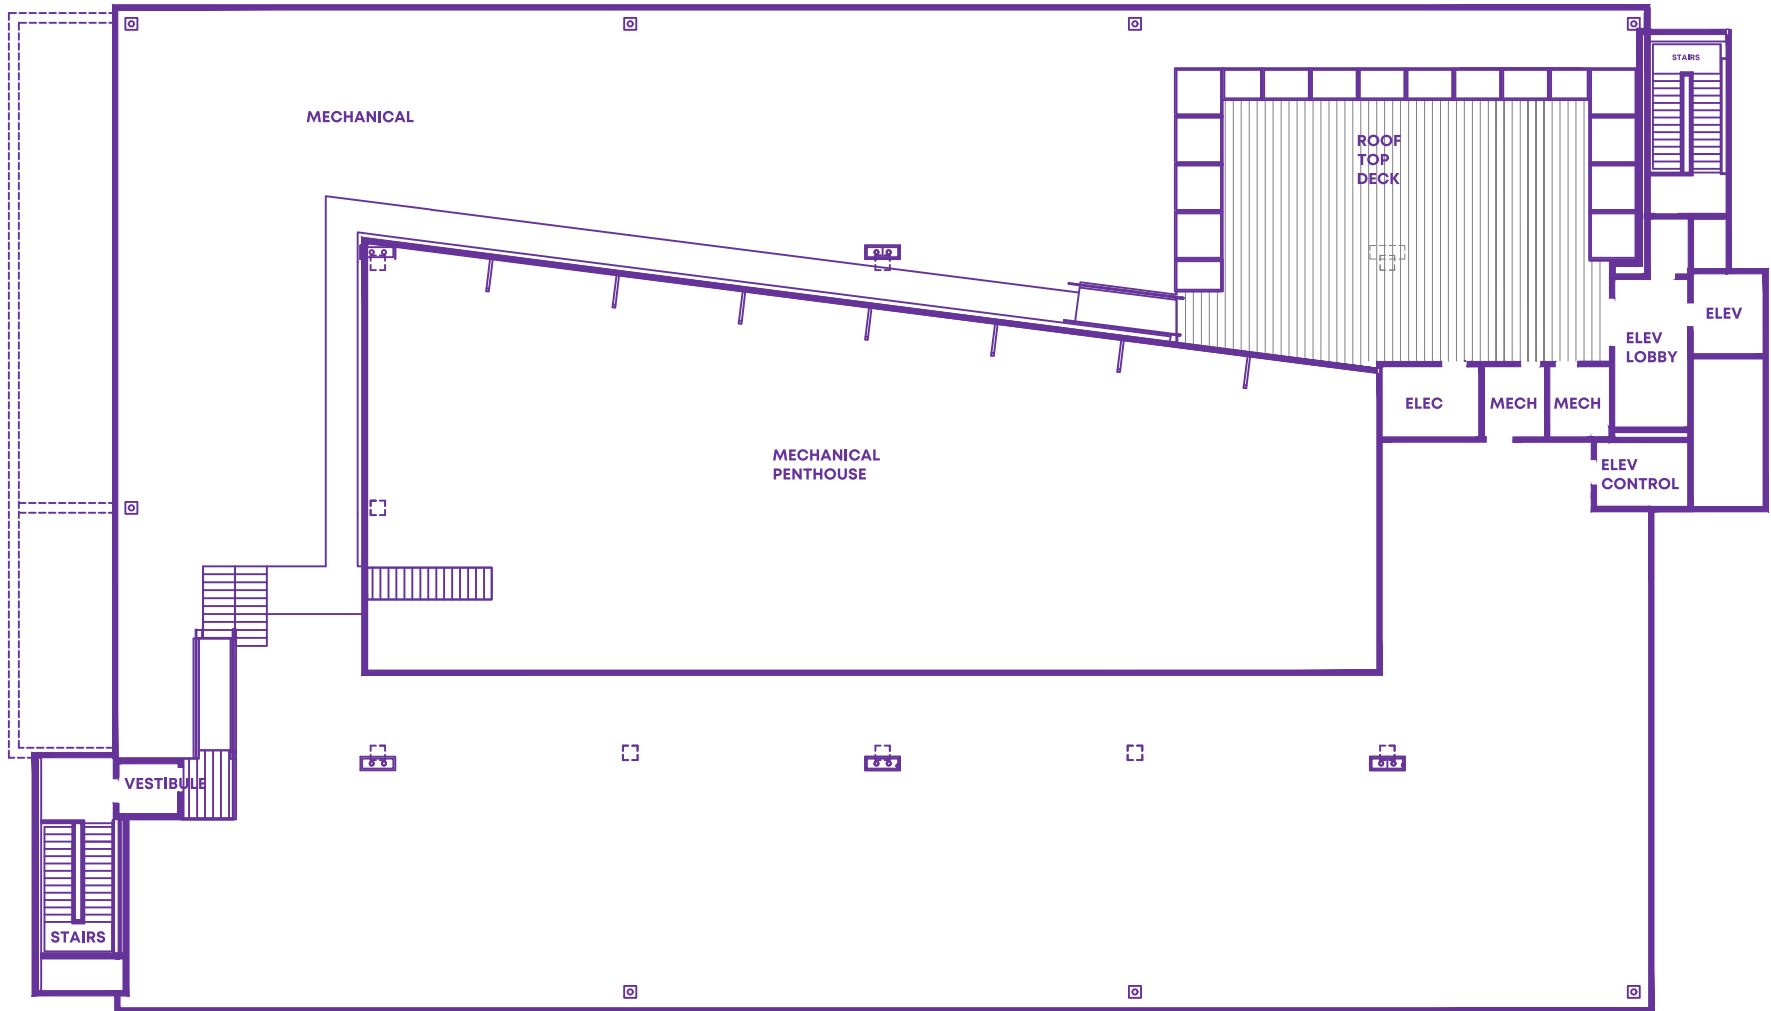 STAIRS
MECHANICAL
ROOF
TOP
DECK
ELEV
ELEV
LOBBY
ELEC
MECH
MECH
MECHANICAL
PENTHOUSE
ELEV
CONTROL
VESTIBULE
STAIRS